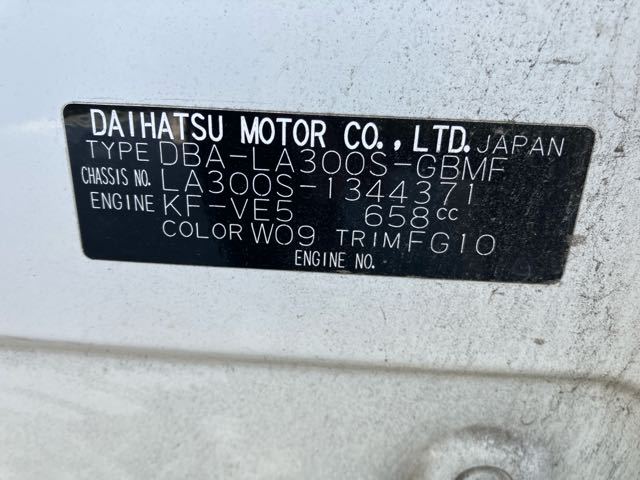 DAIHATSU MOTOR CO., LTD. JAPAN
TYPE DBA-LA300S-GBMF
CHASSIS NO. LA300S-1344371
ENGINE KF-VE5 658cc
COLOR W09 TRIM FG10
ENGINE NO.